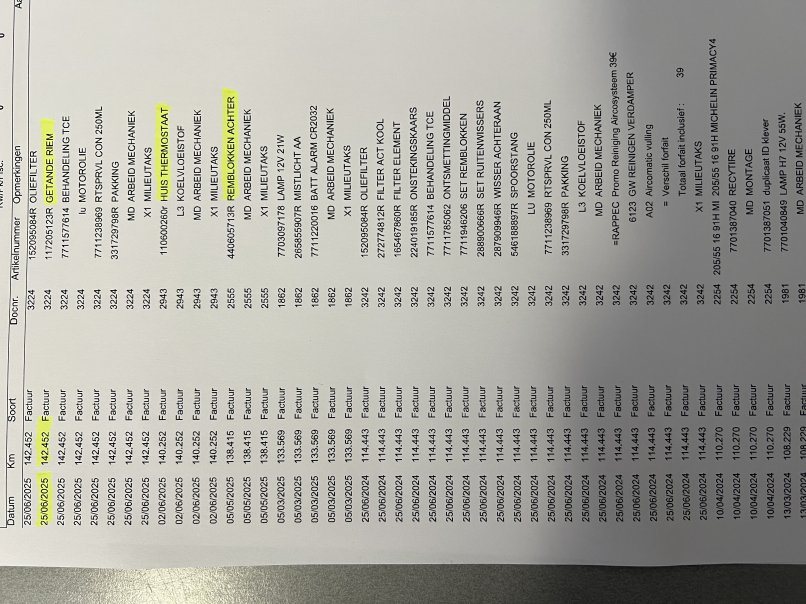 Datum Km Soort Docnr. Artikelnummer Opmerkingen
25/06/2025 142.452 Factuur 3224 152095084R OLIEFILTER
25/06/2025 142.452 Factuur 3224 117205123R GETANDE RIEM
25/06/2025 142.452 Factuur 3224 7711577614 BEHANDELING TCE
25/06/2025 142.452 Factuur 3224 lu MOTOROLIE
25/06/2025 142.452 Factuur 3224 7711238969 RTSPRVL CON 250ML
25/06/2025 142.452 Factuur 3224 331729798R PAKKING
25/06/2025 142.452 Factuur 3224 MD ARBEID MECHANIEK
25/06/2025 142.452 Factuur 3224 X1 MILIEUTAKS
02/06/2025 140.252 Factuur 2943 110600260r HUIS THERMOSTAAT
02/06/2025 140.252 Factuur 2943 L3 KOELVLOEISTOF
02/06/2025 140.252 Factuur 2943 MD ARBEID MECHANIEK
02/06/2025 140.252 Factuur 2943 X1 MILIEUTAKS
05/05/2025 138.415 Factuur 2555 440605713R REMBLOKKEN ACHTER
05/05/2025 138.415 Factuur 2555 MD ARBEID MECHANIEK
05/05/2025 138.415 Factuur 2555 X1 MILIEUTAKS
05/03/2025 133.569 Factuur 1862 7703097178 LAMP 12V 21W
05/03/2025 133.569 Factuur 1862 265855907R MISTLICHT AA
05/03/2025 133.569 Factuur 1862 7711220016 BATT ALARM CR2032
05/03/2025 133.569 Factuur 1862 MD ARBEID MECHANIEK
05/03/2025 133.569 Factuur 1862 X1 MILIEUTAKS
25/06/2024 114.443 Factuur 3242 152095084R OLIEFILTER
25/06/2024 114.443 Factuur 3242 272774812R FILTER ACT KOOL
25/06/2024 114.443 Factuur 3242 165467860R FILTER ELEMENT
25/06/2024 114.443 Factuur 3242 224019185R ONSTEKINGSKAARS
25/06/2024 114.443 Factuur 3242 7711577614 BEHANDELING TCE
25/06/2024 114.443 Factuur 3242 7711785062 ONTSMETTINGMIDDEL
25/06/2024 114.443 Factuur 3242 7711946206 SET REMBLOKKEN
25/06/2024 114.443 Factuur 3242 288900666R SET RUITENWISSERS
25/06/2024 114.443 Factuur 3242 287909946R WISSER ACHTERAAN
25/06/2024 114.443 Factuur 3242 546188897R SPOORSTANG
25/06/2024 114.443 Factuur 3242 LU MOTOROLIE
25/06/2024 114.443 Factuur 3242 7711238969 RTSPRVL CON 250ML
25/06/2024 114.443 Factuur 3242 331729798R PAKKING
25/06/2024 114.443 Factuur 3242 L3 KOELVLOEISTOF
25/06/2024 114.443 Factuur 3242 MD ARBEID MECHANIEK
25/06/2024 114.443 Factuur 3242 =RAPPEC Promo Reiniging Aircosysteem 39€
25/06/2024 114.443 Factuur 3242 6123 GW REINIGEN VERDAMPER
25/06/2024 114.443 Factuur 3242 A02 Aircomatic vulling
25/06/2024 114.443 Factuur 3242 = Verschil forfait
25/06/2024 114.443 Factuur 3242 Totaal forfait inclusief : 39
25/06/2024 114.443 Factuur 3242 X1 MILIEUTAKS
10/04/2024 110.270 Factuur 2254 205/55 16 91H MI 205/55 16 91H MICHELIN PRIMACY4
10/04/2024 110.270 Factuur 2254 7701387040 RECYTIRE
10/04/2024 110.270 Factuur 2254 MD MONTAGE
10/04/2024 110.270 Factuur 2254 7701387051 duplicaat ID klever
13/03/2024 108.229 Factuur 1981 7701040849 LAMP H7 12V 55W.
13/03/2024 108.229 Factuur 1981 MD ARBEID MECHANIEK